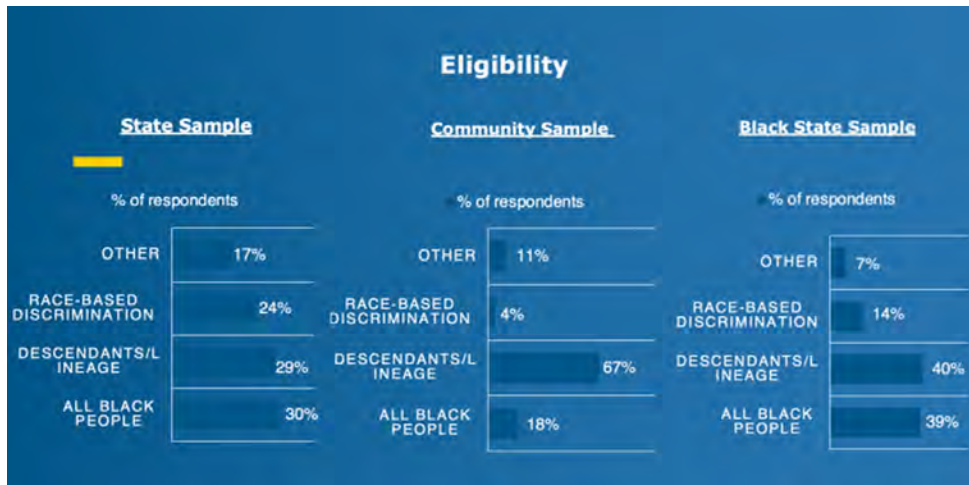 Eligibility
State Sample
% of respondents
OTHER
17%
RACE-BASED
DISCRIMINATION
24%
DESCENDANTS/L
INEAGE
29%
ALL BLACK
PEOPLE
30%
Community Sample
% of respondents
OTHER
11%
RACE-BASED
DISCRIMINATION
4%
DESCENDANTS/L
INEAGE
67%
ALL BLACK
PEOPLE
18%
Black State Sample
% of respondents
OTHER
7%
RACE-BASED
DISCRIMINATION
14%
DESCENDANTS/L
INEAGE
40%
ALL BLACK
PEOPLE
39%